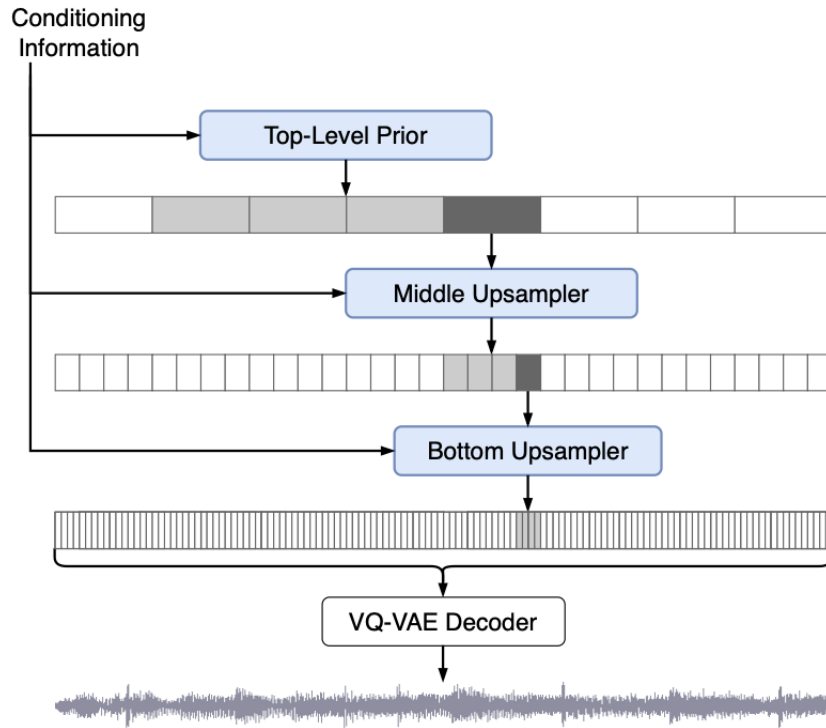 Conditioning
Information
Top-Level Prior
Middle Upsampler
Bottom Upsampler
VQ-VAE Decoder